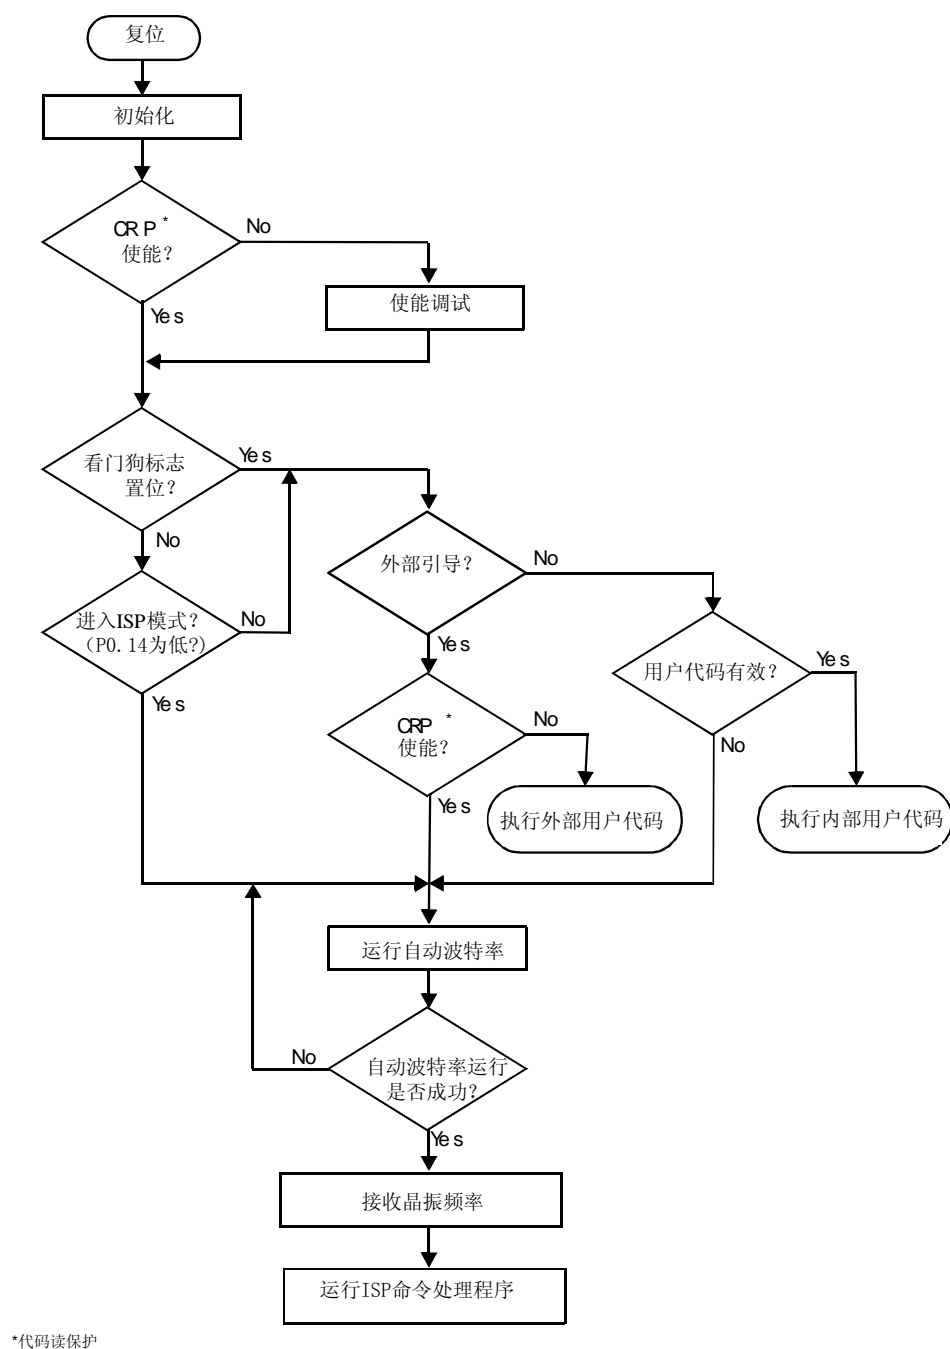 复位
初始化
CRP *
使能？
No
Yes
使能调试
看门狗标志
置位？
Yes
No
外部引导？
No
进入ISP模式？
（P0.14为低?)
No
Yes
Yes
用户代码有效？
Yes
No
CRP *
使能？
No
Yes
执行外部用户代码
执行内部用户代码
运行自动波特率
自动波特率运行
是否成功？
No
Yes
接收晶振频率
运行ISP命令处理程序
*代码读保护